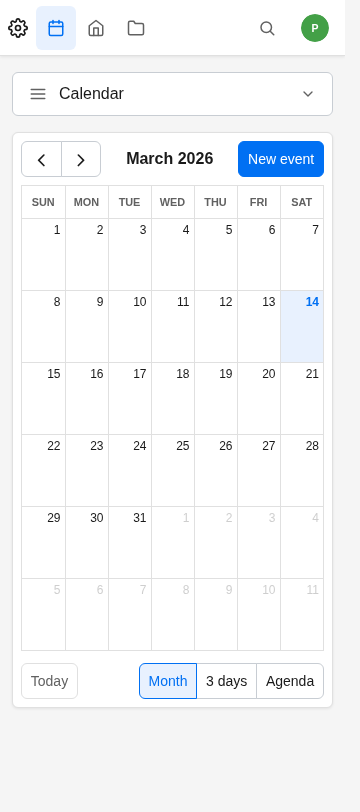 P
Calendar
March 2026 New event
SUN MON TUE WED THU FRI SAT
1 2 3 4 5 6 7
8 9 10 11 12 13 14
15 16 17 18 19 20 21
22 23 24 25 26 27 28
29 30 31 1 2 3 4
5 6 7 8 9 10 11
Today Month 3 days Agenda